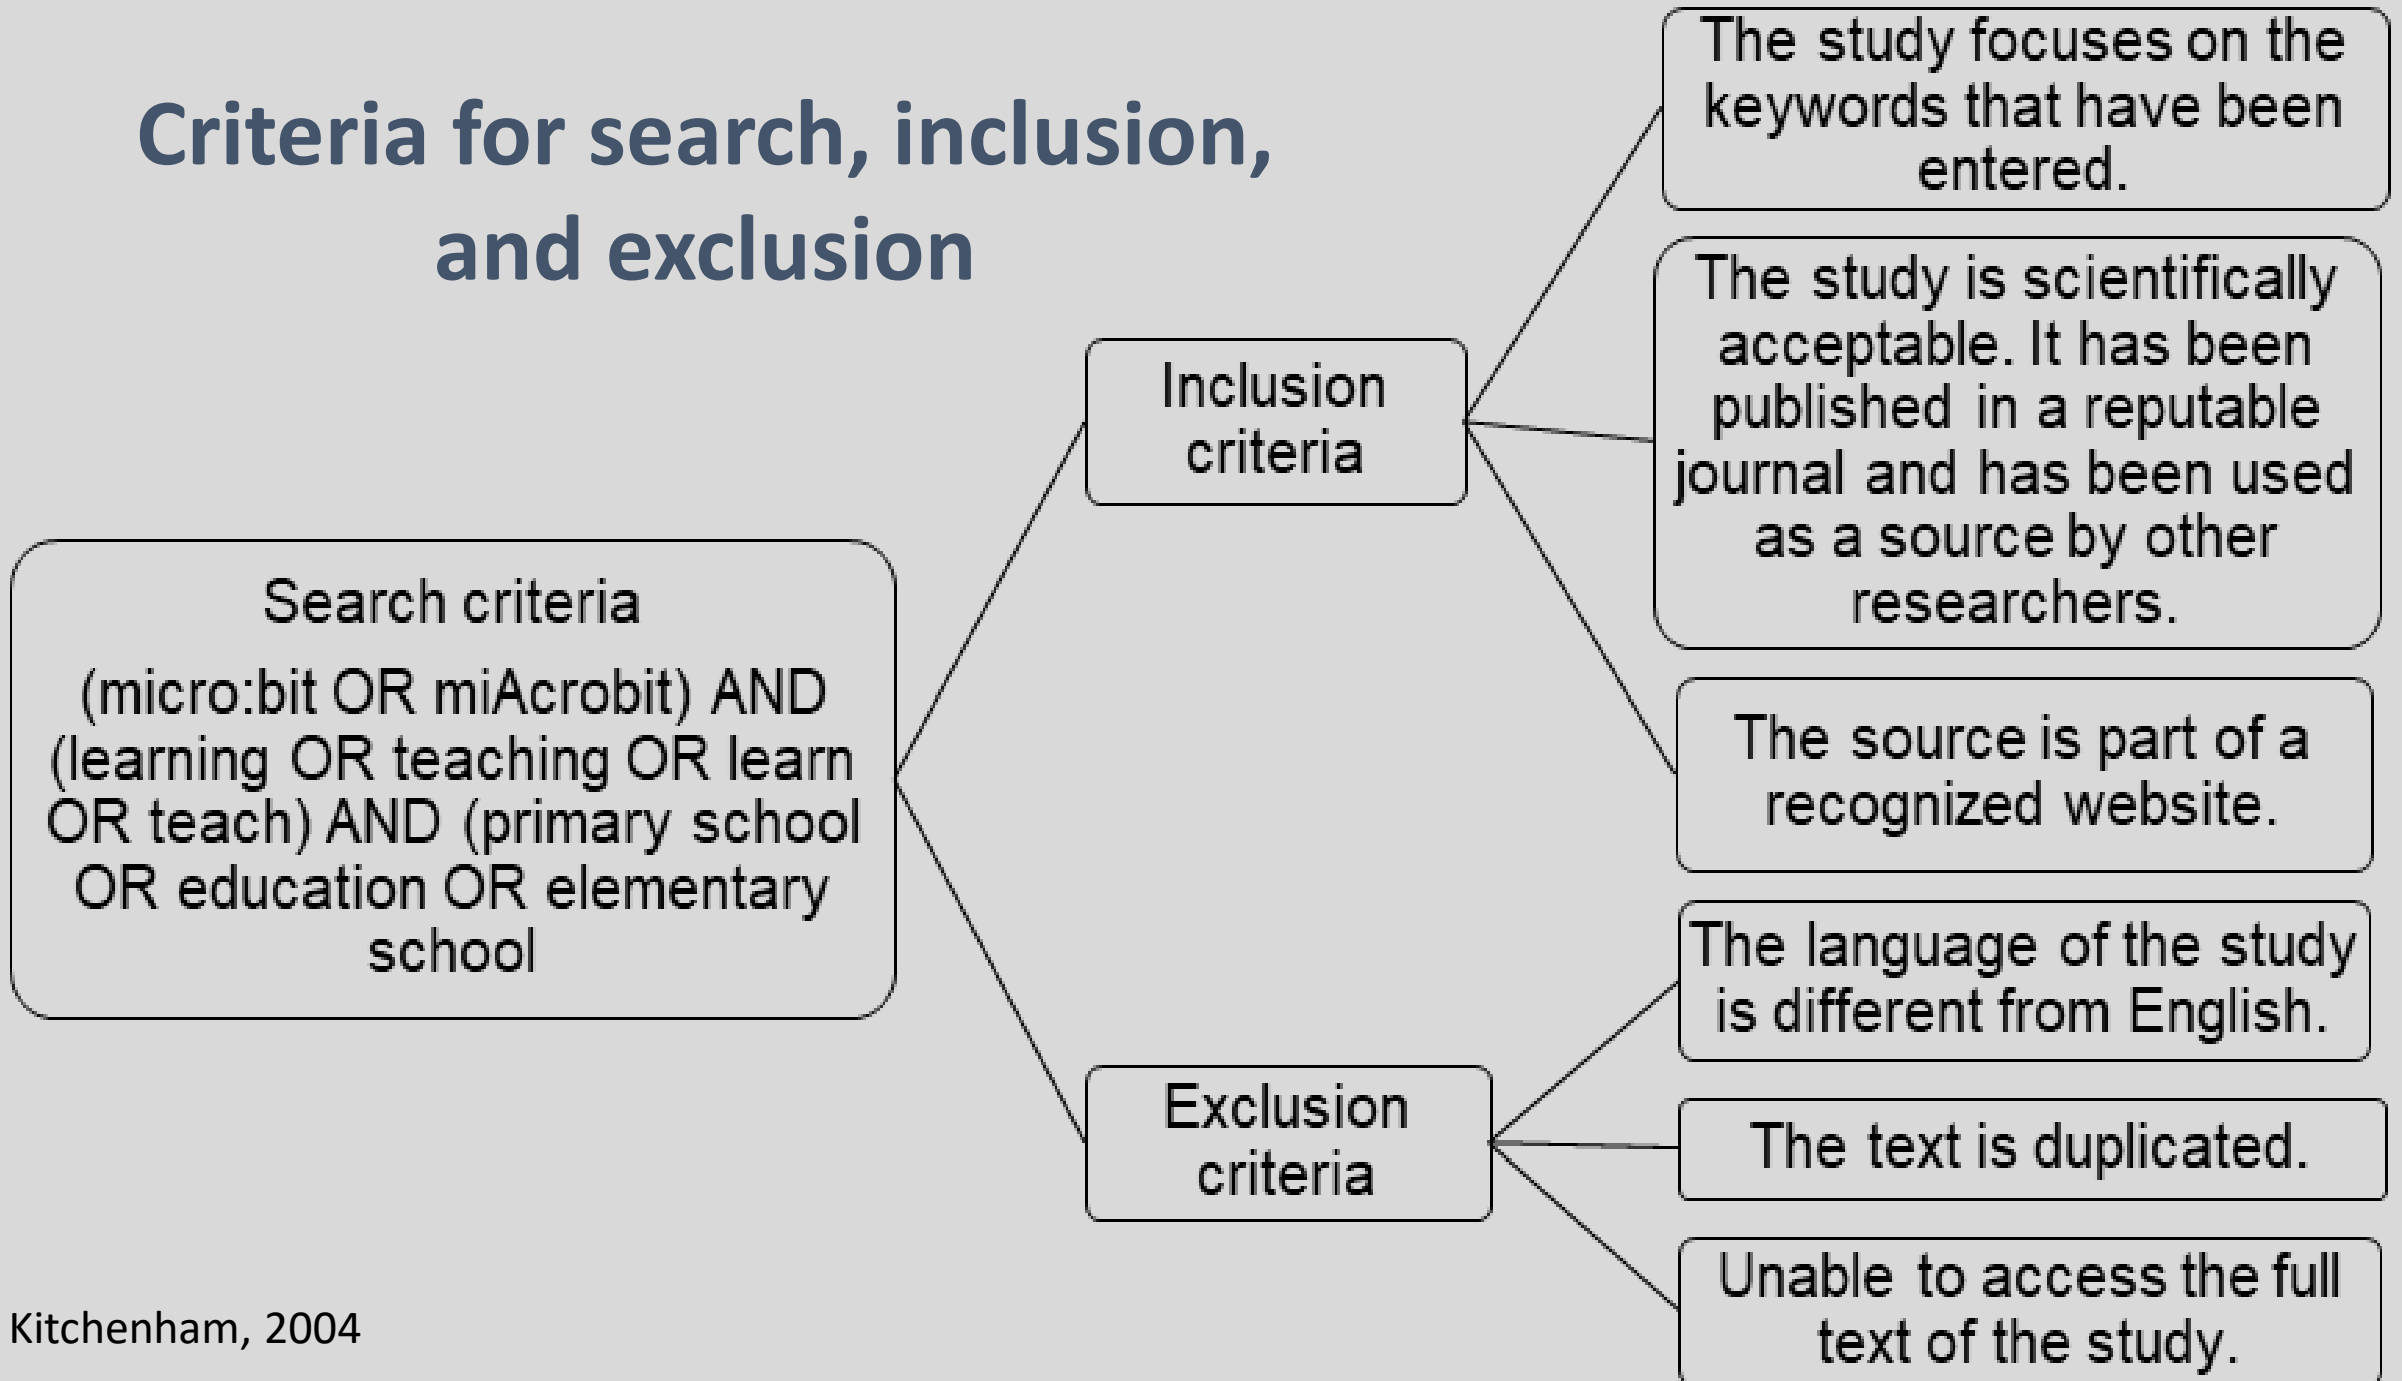 Criteria for search, inclusion,
and exclusion
Search criteria
(micro:bit OR miAcrobit) AND
(learning OR teaching OR learn
OR teach) AND (primary school
OR education OR elementary
school
Inclusion
criteria
The study focuses on the
keywords that have been
entered.
The study is scientifically
acceptable. It has been
published in a reputable
journal and has been used
as a source by other
researchers.
The source is part of a
recognized website.
Exclusion
criteria
The language of the study
is different from English.
The text is duplicated.
Unable to access the full
text of the study.
Kitchenham, 2004